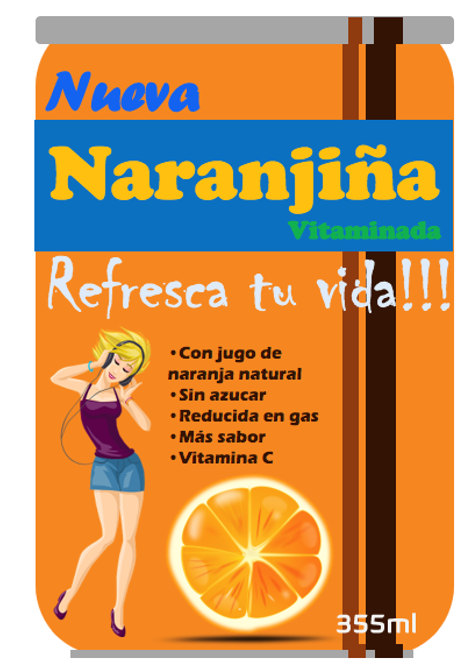 Nueva
Naranjiña
Vitaminada
Refresca tu vida!!!
•Con jugo de
naranja natural
•Sin azucar
•Reducida en gas
•Más sabor
•Vitamina C
355ml